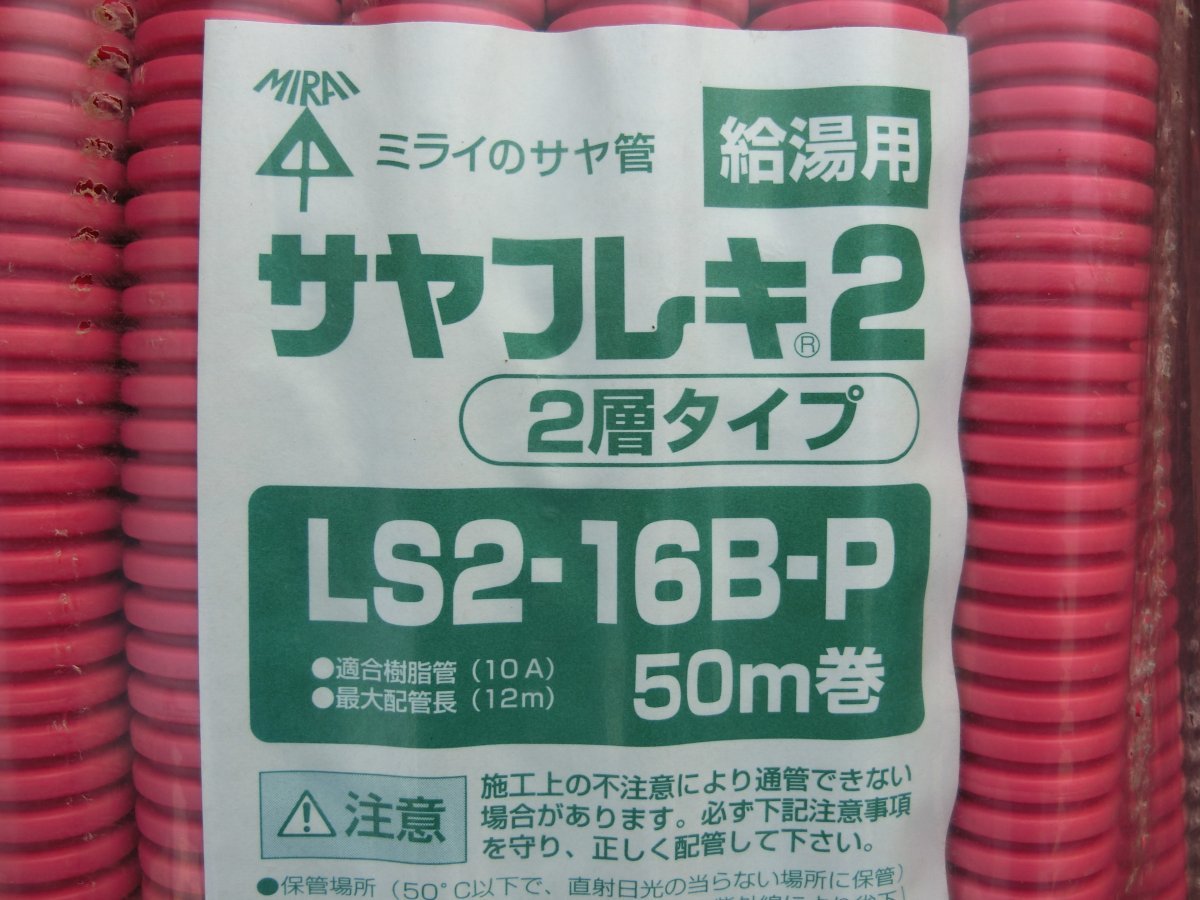 MIRAI
ミライのサヤ管
給湯用
サヤフレキ®2
2層タイプ
LS2-16B-P
●適合樹脂管（10A）
●最大配管長（12m）
50m巻
注意
施工上の不注意により通管できない
場合があります。必ず下記注意事項
を守り、正しく配管して下さい。
●保管場所（50°C以下で、直射日光の当らない場所に保管）